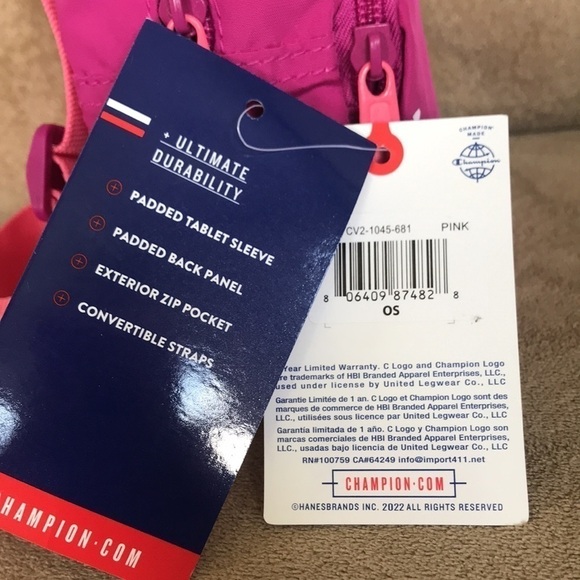 + ULTIMATE
DURABILITY
PADDED TABLET SLEEVE
PADDED BACK PANEL
EXTERIOR ZIP POCKET
CONVERTIBLE STRAPS
HAMPION.COM
CHAMPION
MADE
Champion
CV2-1045-681 PINK
8 06409 87482 8
OS
Year Limited Warranty. C Logo and Champion Logo
re trademarks of HBI Branded Apparel Enterprises, LLC.,
used under license by United Legwear Co., LLC
Garantie Limitée de 1 an. C Logo et Champion Logo sont des
marques de commerce de HBI Branded Apparel Enterprises,
LLC., utilisées sous licence par United Legwear Co., LLC
Garantía limitada de 1 año. C Logo y Champion Logo son
marcas comerciales de HBI Branded Apparel Enterprises,
LLC., usadas bajo licencia de United Legwear Co., LLC
RN#100759 CA#64249 info@import411.net
CHAMPION.COM
©HANESBRANDS INC. 2022 ALL RIGHTS RESERVED